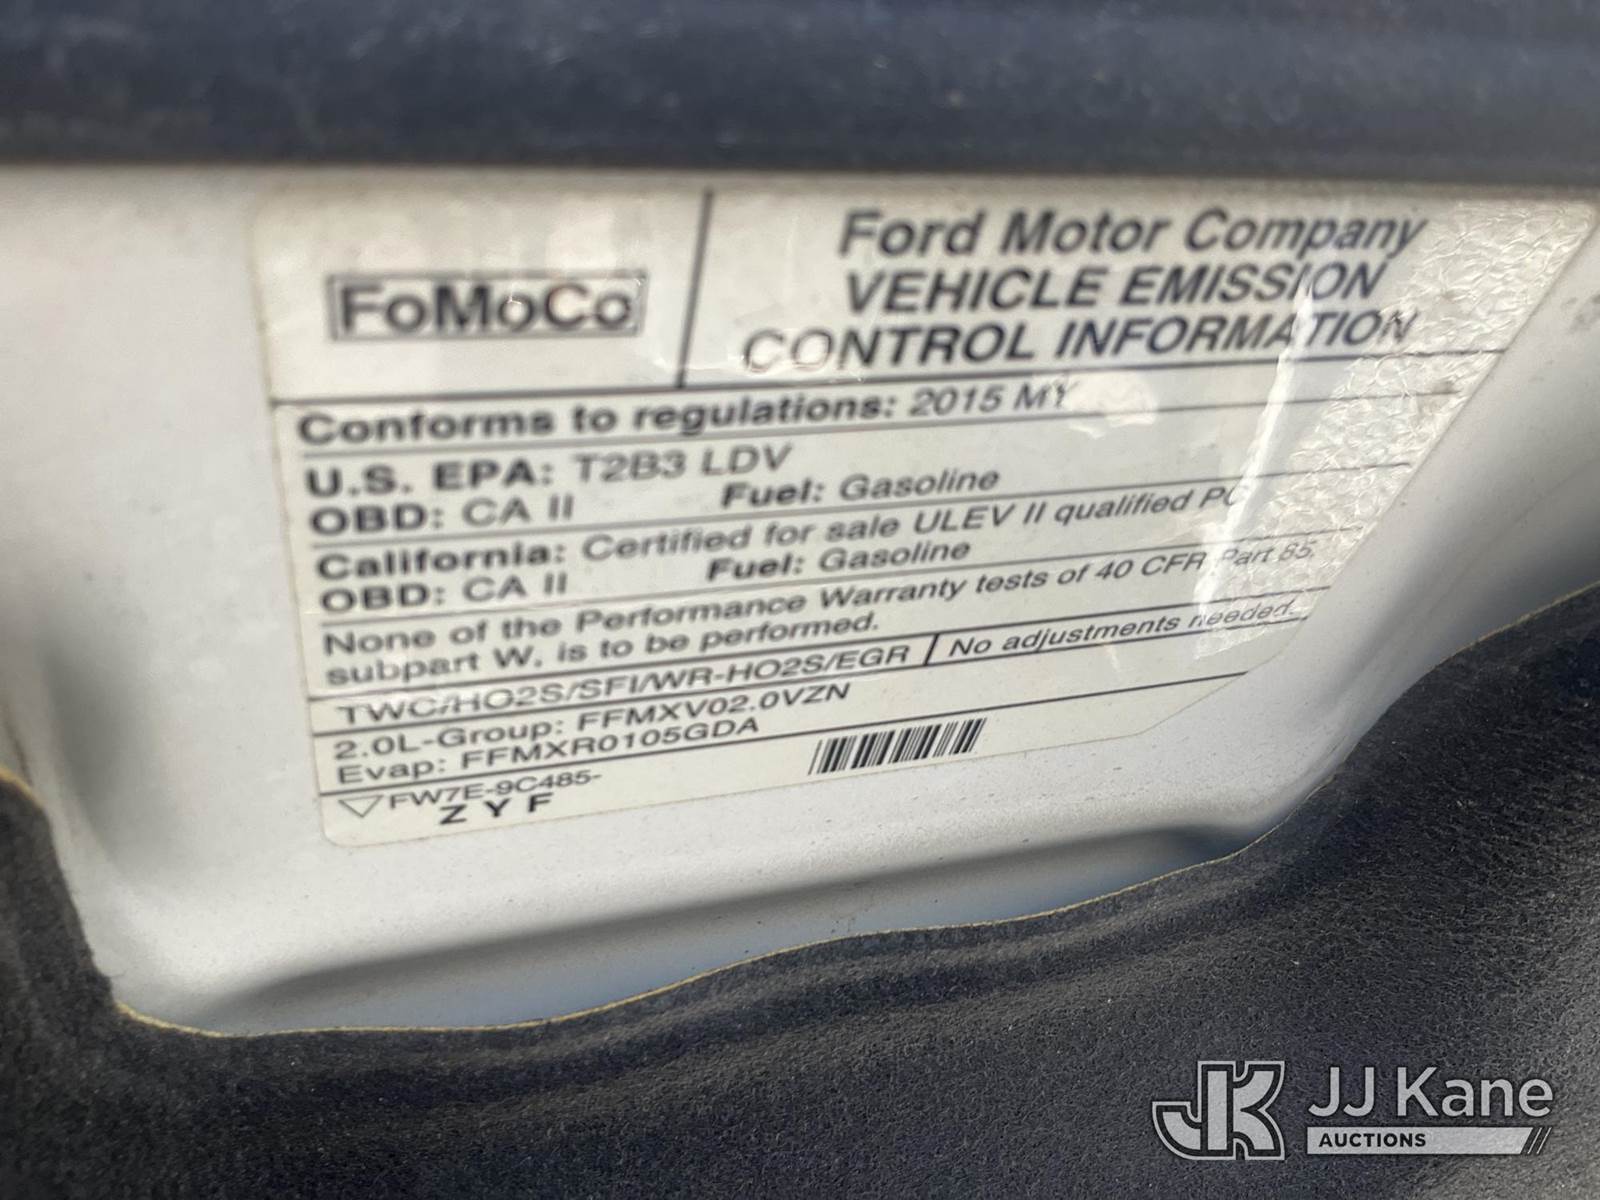 FoMoCo
Ford Motor Company
VEHICLE EMISSION
CONTROL INFORMATION
Conforms to regulations: 2015 MY
U.S. EPA: T2B3 LDV
OBD: CA II Fuel: Gasoline
California: Certified for sale ULEV II qualified PC
OBD: CA II Fuel: Gasoline
None of the Performance Warranty tests of 40 CFR Part 85,
subpart W, is to be performed.
TWC/HO2S/SFI/WR-HO2S/EGR No adjustments needed.
2.0L-Group: FFMXV02.0VZN
Evap: FFMXR0105GDA
FW7E-9C485-
Z Y F
JK JJ Kane
AUCTIONS